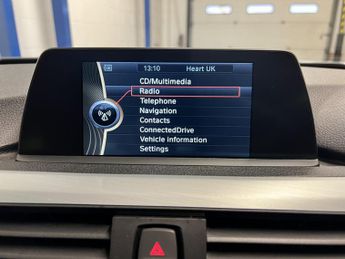 13:10 Heart UK
CD/Multimedia
Radio
Telephone
Navigation
Contacts
ConnectedDrive
Vehicle information
Settings